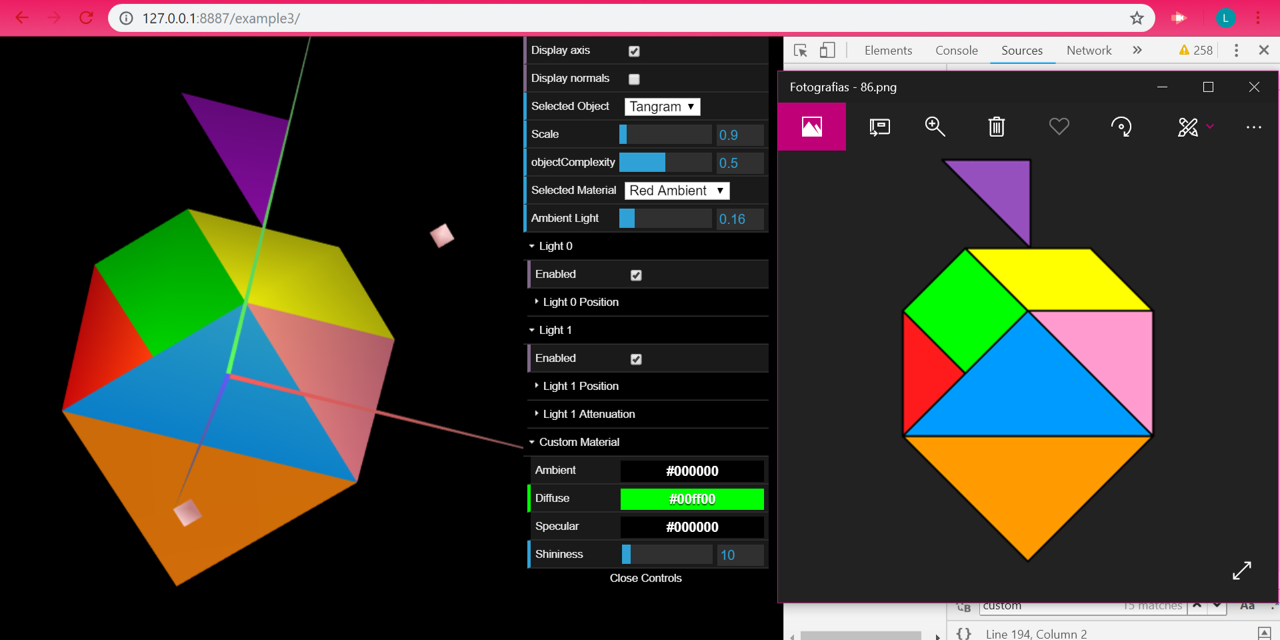 127.0.0.1:8887/example3/
L
Display axis
Display normals
Selected Object Tangram
Scale 0.9
objectComplexity 0.5
Selected Material Red Ambient
Ambient Light 0.16
Light 0
Enabled
Light 0 Position
Light 1
Enabled
Light 1 Position
Light 1 Attenuation
Custom Material
Ambient #000000
Diffuse #00ff00
Specular #000000
Shininess 10
Close Controls
Elements Console Sources Network » 258
Fotografias - 86.png
custom 15 matches Aa
{} Line 194, Column 2